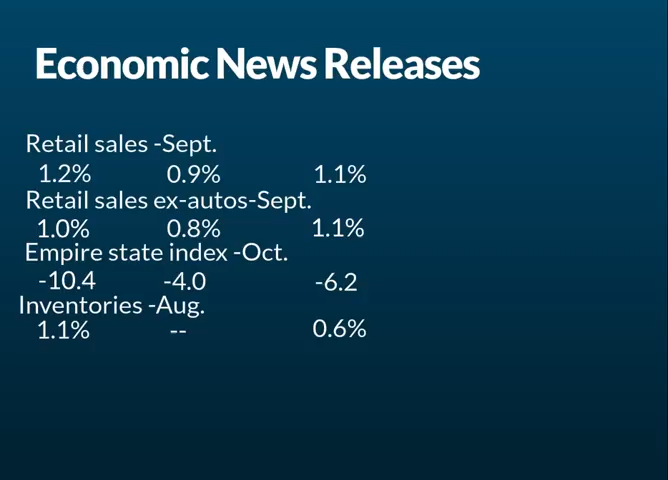 Economic News Releases
Retail sales -Sept.
1.2% 0.9% 1.1%
Retail sales ex-autos-Sept.
1.0% 0.8% 1.1%
Empire state index -Oct.
-10.4 -4.0 -6.2
Inventories -Aug.
1.1% -- 0.6%